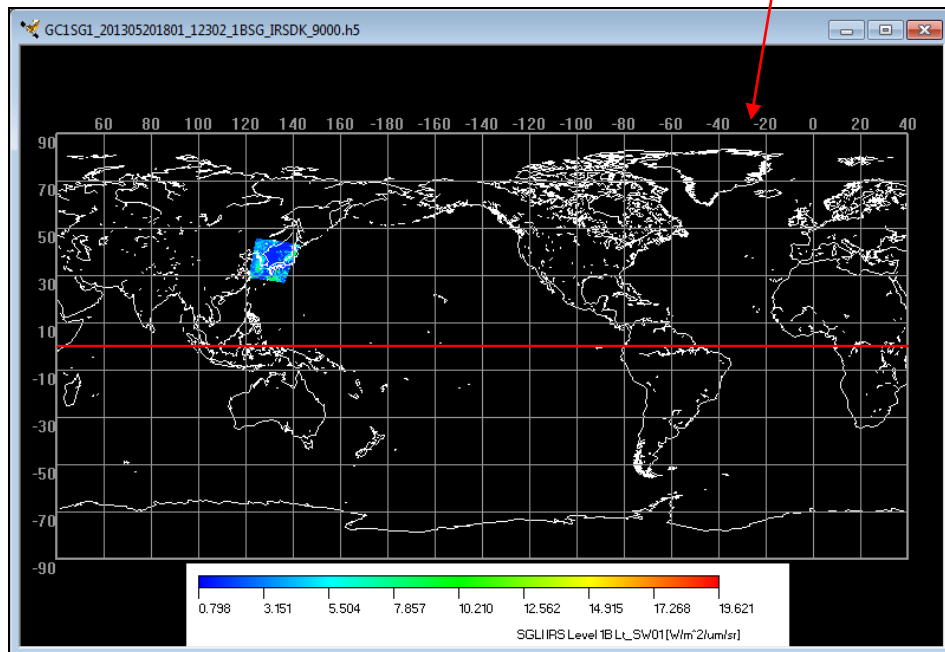 GC1SG1_201305201801_12302_1BSG_IRSDK_9000.h5
60 80 100 120 140 160 -180 -160 -140 -120 -100 -80 -60 -40 -20 0 20 40
90
70
50
30
10
-10
-30
-50
-70
-90
0.798 3.151 5.504 7.857 10.210 12.562 14.915 17.268 19.621
SGLI IRS Level 1B Lt_SW01 [W/m^2/um/sr]